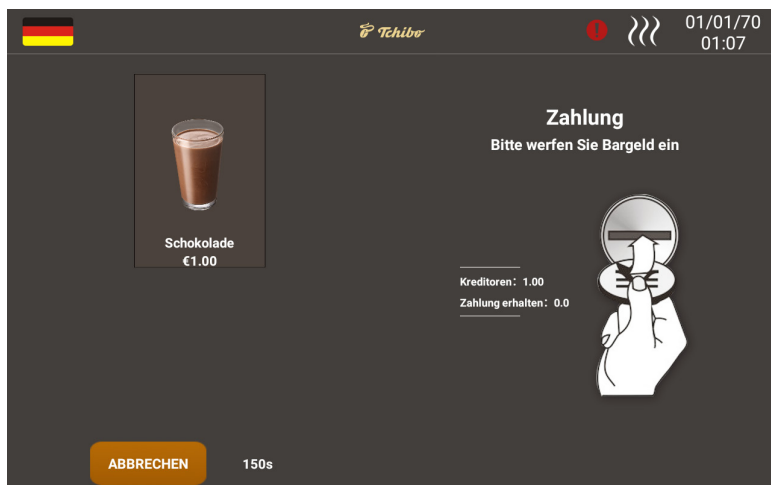 Tchibo
01/01/70
01:07
Schokolade
€1.00
Zahlung
Bitte werfen Sie Bargeld ein
Kreditoren: 1.00
Zahlung erhalten: 0.0
ABBRECHEN
150s